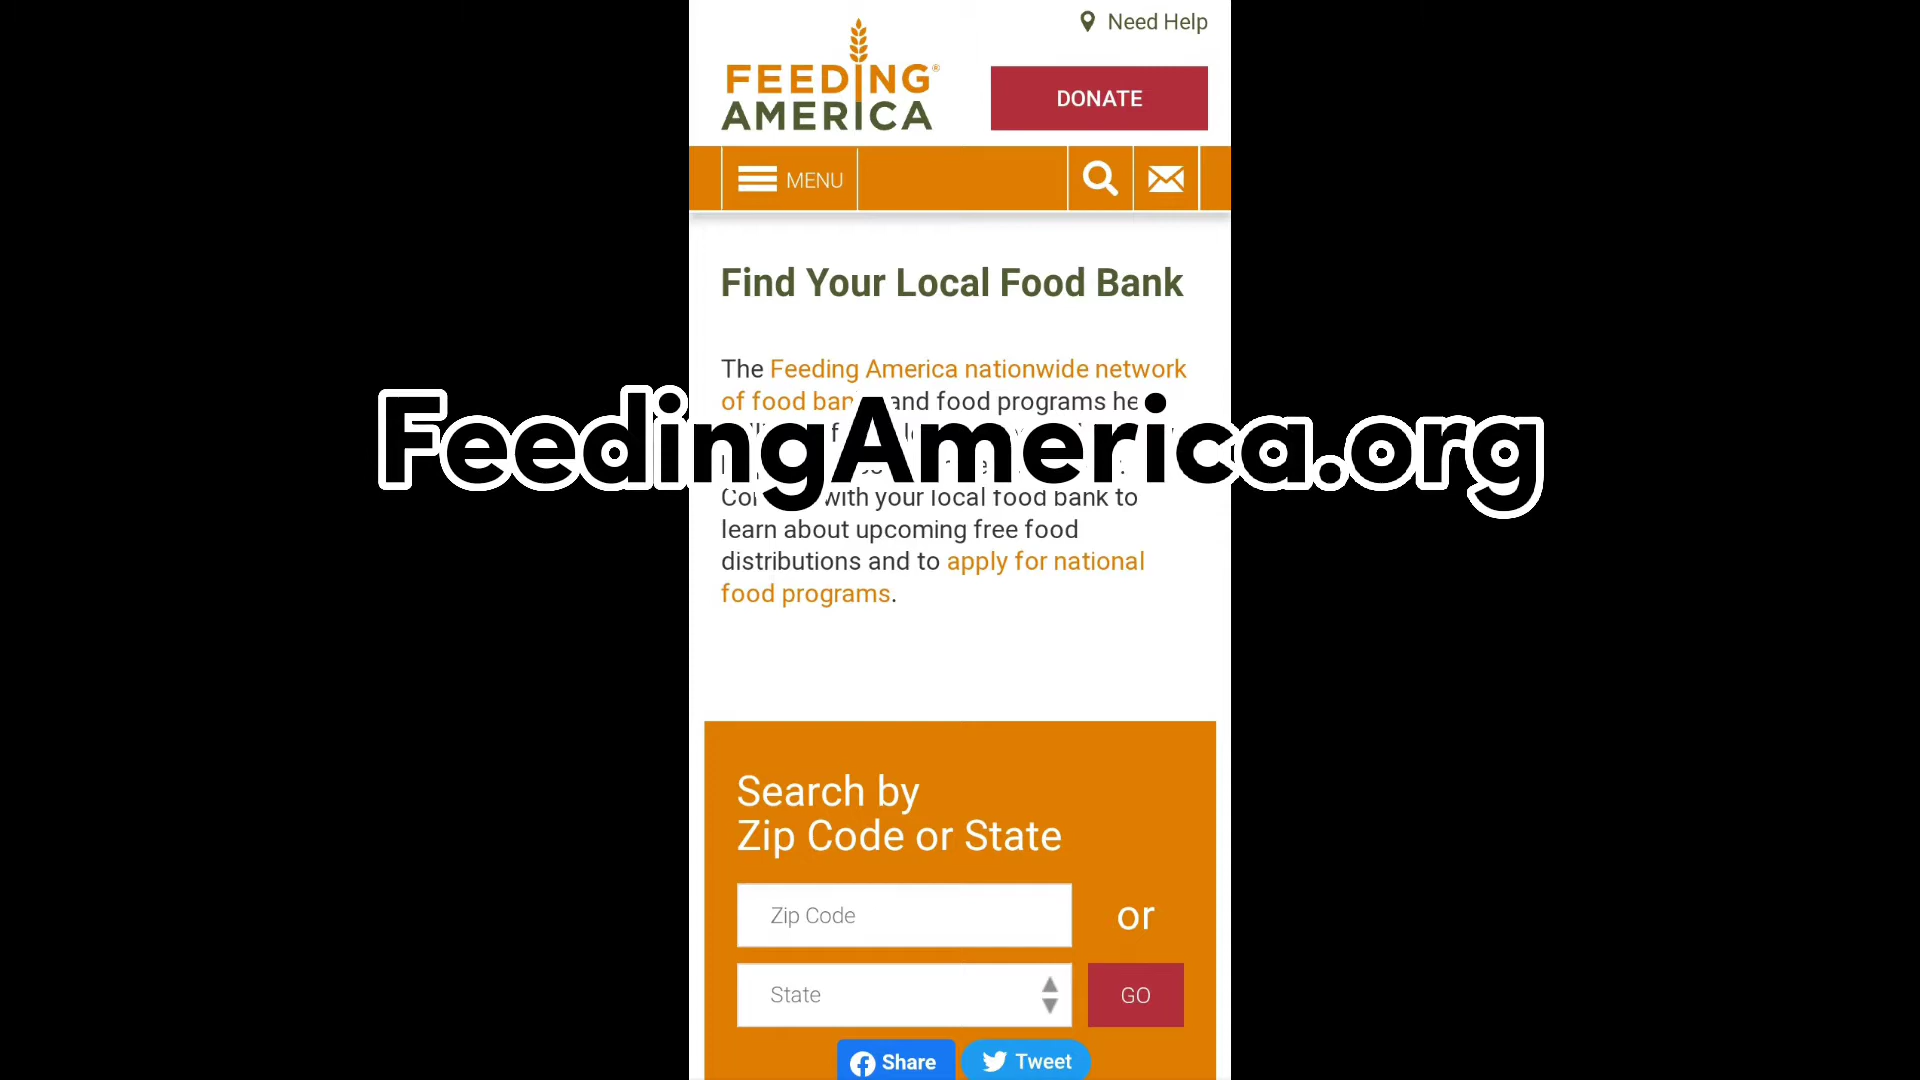 Need Help
FEEDING®
AMERICA
DONATE
MENU
Find Your Local Food Bank
The Feeding America nationwide network
of food and food programs
FeedingAmerica.org
with your local food bank to
learn about upcoming free food
distributions and to apply for national
food programs.
Search by
Zip Code or State
Zip Code
or
State
GO
Share
Tweet